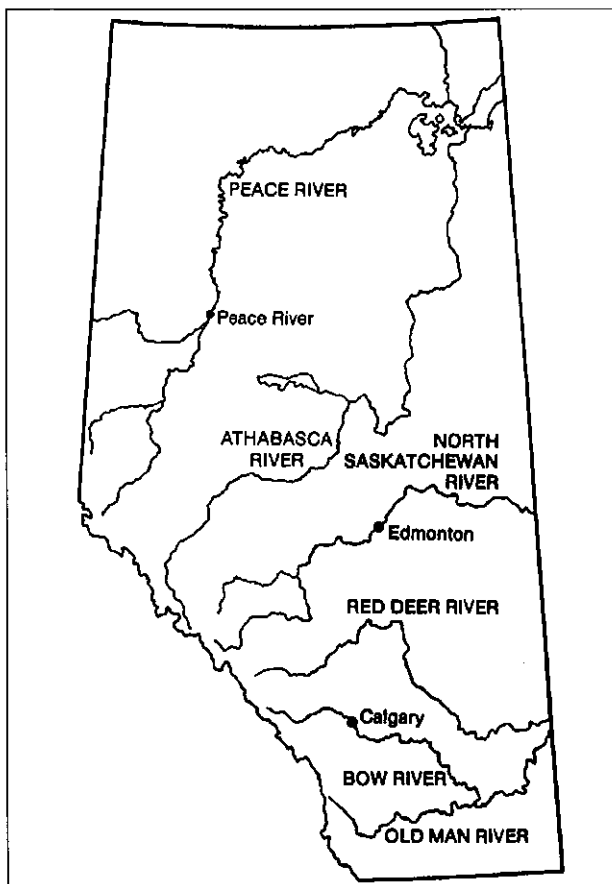 PEACE RIVER
Peace River
ATHABASCA
RIVER
NORTH
SASKATCHEWAN
RIVER
Edmonton
RED DEER RIVER
Calgary
BOW RIVER
OLD MAN RIVER